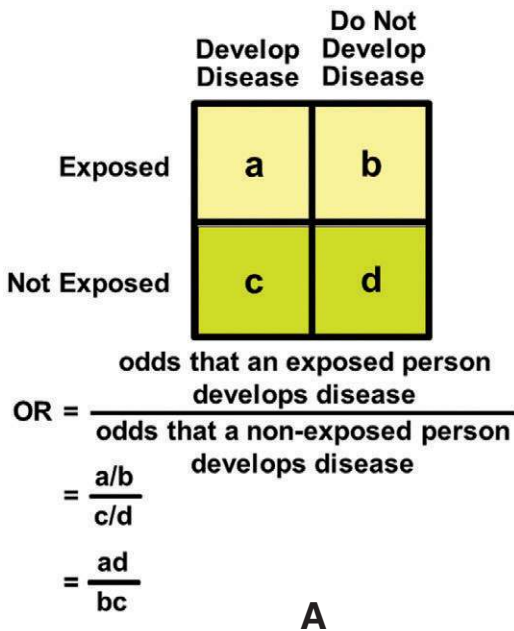 Develop Disease
Do Not Develop Disease
Exposed
a b
Not Exposed
c d
odds that an exposed person
develops disease
OR =
odds that a non-exposed person
develops disease
= a/b
c/d
= ad
bc
A